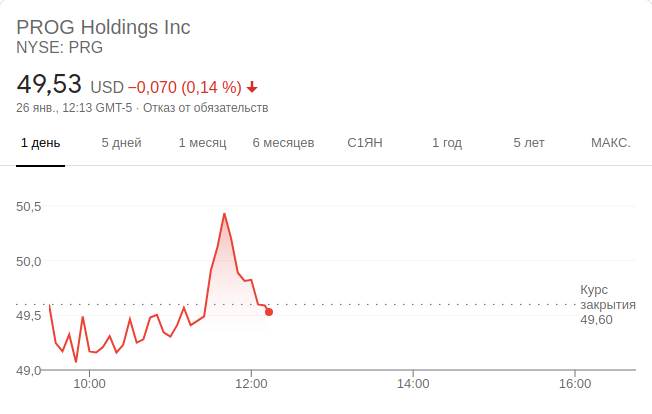 PROG Holdings Inc
NYSE: PRG
49,53 USD −0,070 (0,14 %)
26 янв., 12:13 GMT-5 · Отказ от обязательств
1 день 5 дней 1 месяц 6 месяцев С1ЯН 1 год 5 лет МАКС.
50,5
50,0
49,5
49,0
Курс
закрытия
49,60
10:00 12:00 14:00 16:00